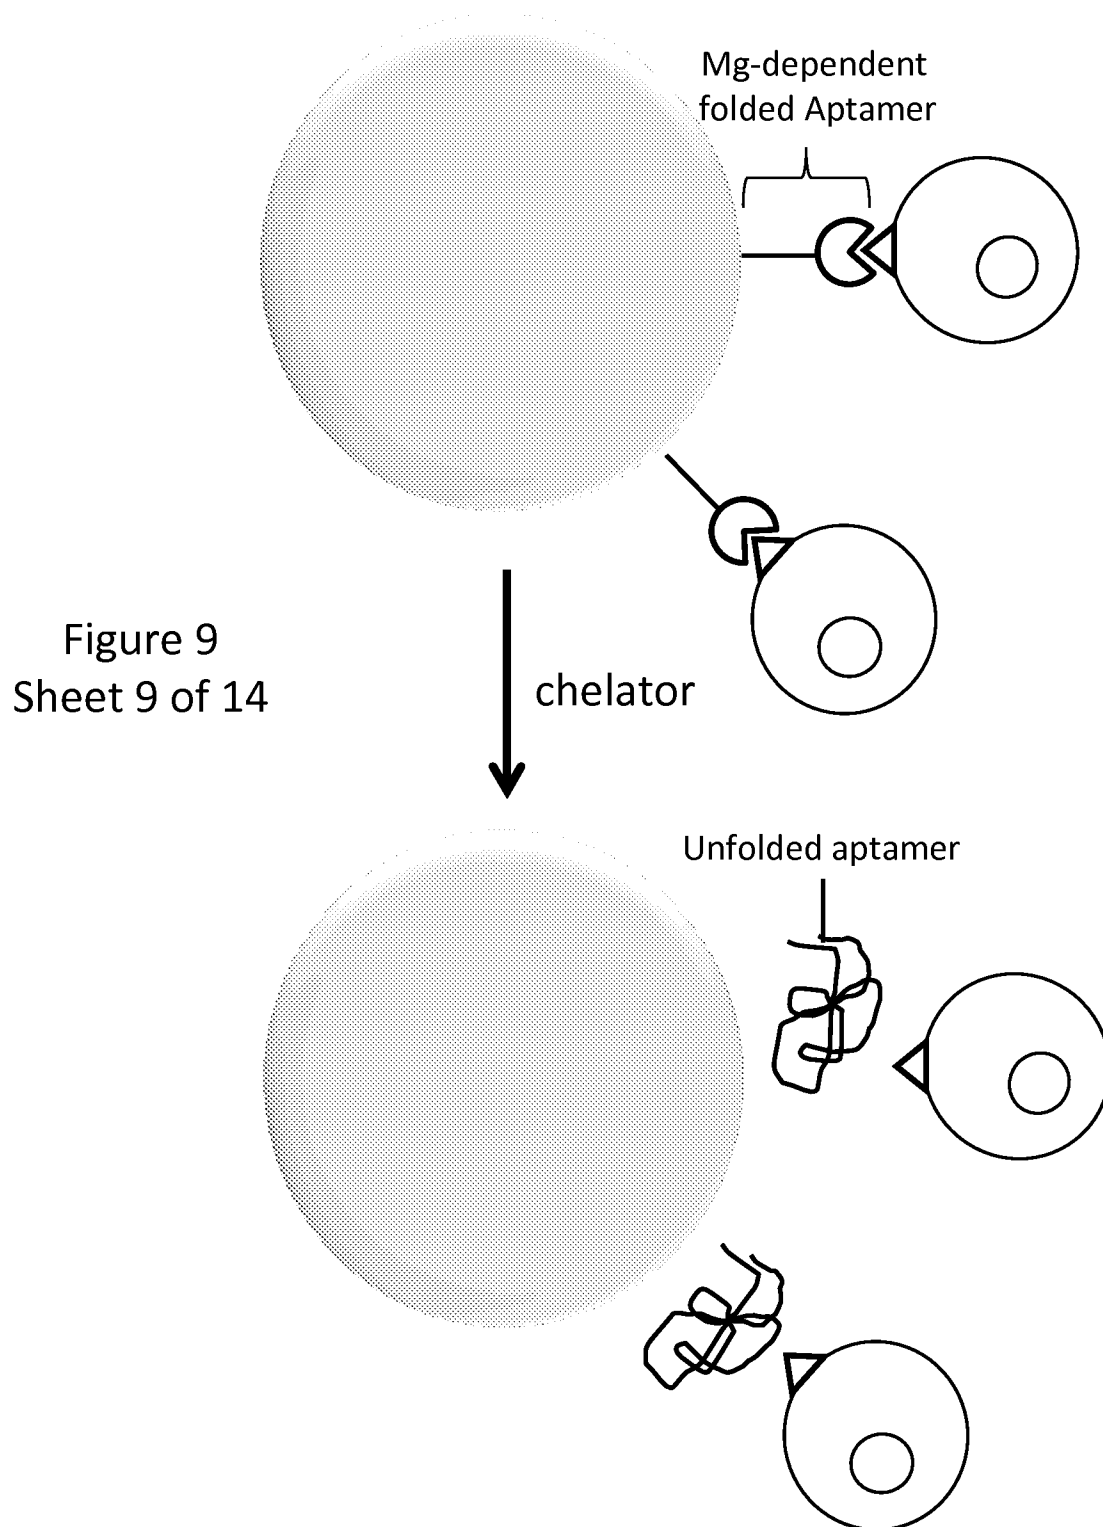 Mg-dependent
folded Aptamer
Figure 9
Sheet 9 of 14
chelator
Unfolded aptamer